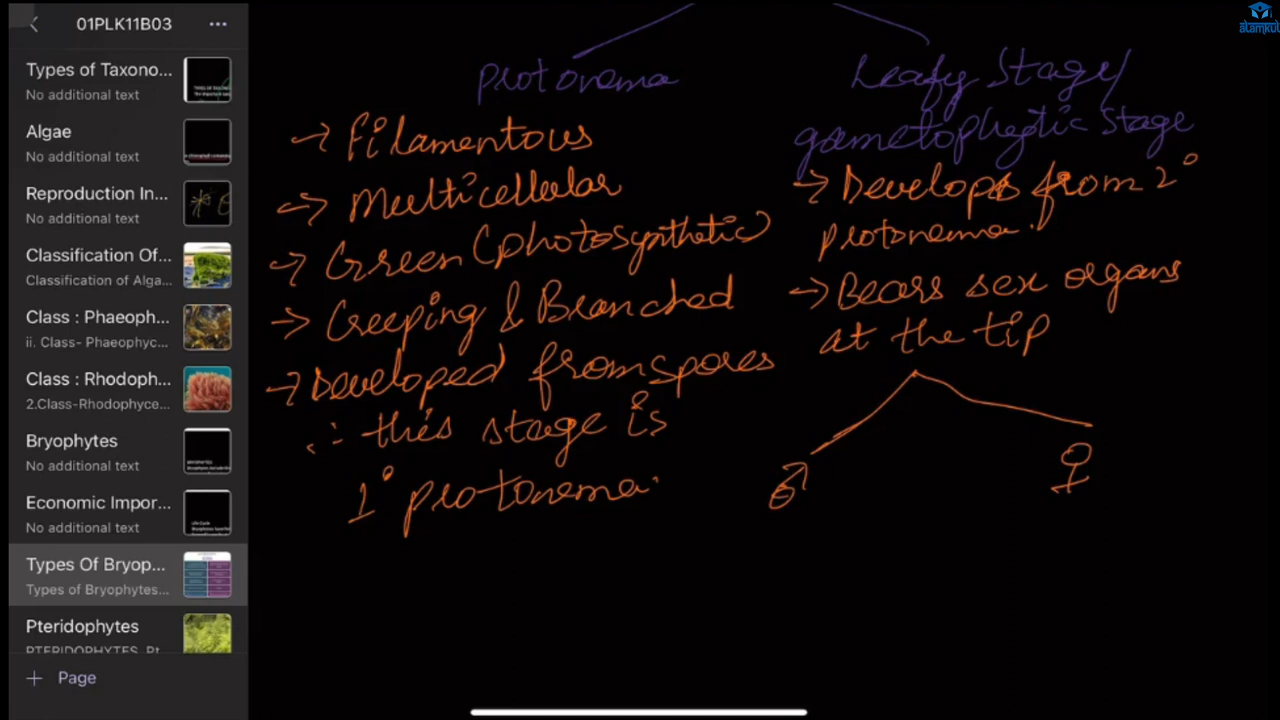 01PLK11B03
alamkul
Types of Taxono...
No additional text
Algae
No additional text
Reproduction In...
No additional text
Classification Of...
Classification of Alga...
Class : Phaeoph...
ii. Class- Phaeophyc...
Class : Rhodoph...
2.Class-Rhodophyce...
Bryophytes
No additional text
Economic Impor...
No additional text
Types Of Bryop...
Types of Bryophytes...
Pteridophytes
PTERIDOPHYTES Pt
+ Page
Protonema
→ Filamentous
→ Multicellular
→ Green (photosynthetic)
→ Creeping & Branched
→ Developed from spores
∴ this stage is
1° protonema.
Leafy Stage/
gametophytic stage
→ Develops from 2°
protonema.
→ Bears sex organs
at the tip
♂ ♀